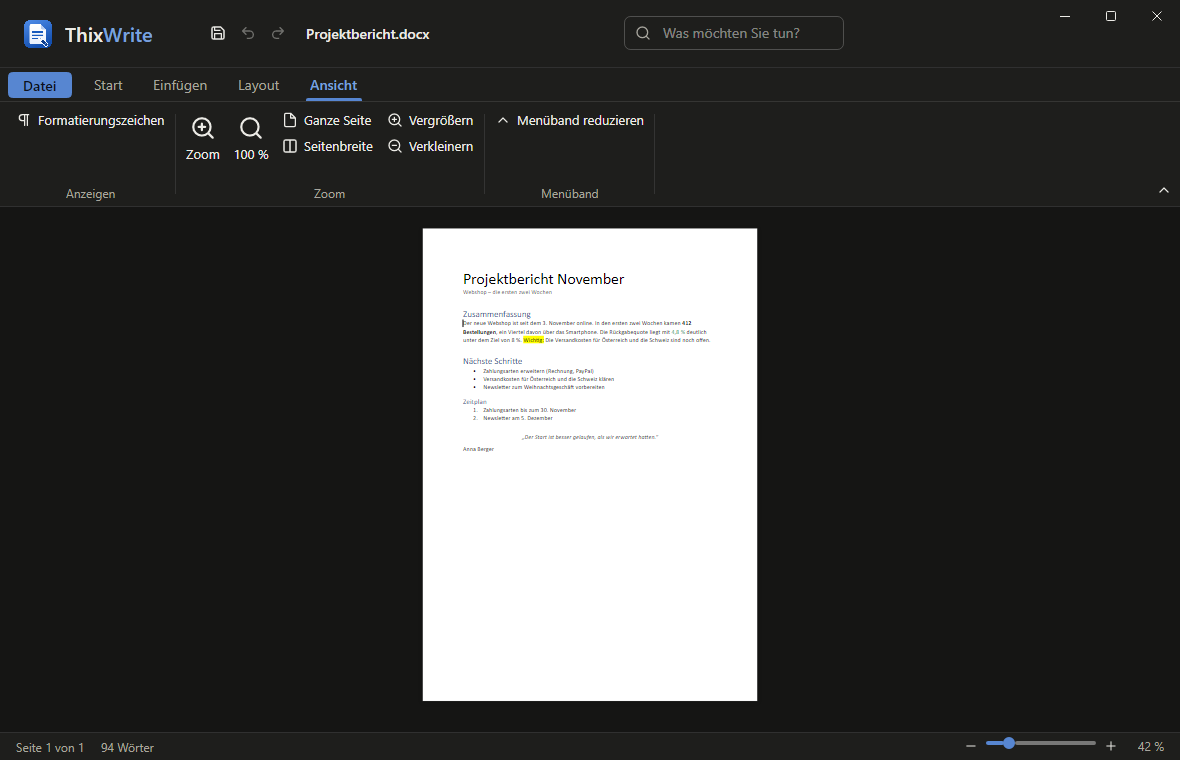 ThixWrite
Projektbericht.docx
Was möchten Sie tun?
Datei Start Einfügen Layout Ansicht
¶ Formatierungszeichen
Zoom
100 %
Ganze Seite
Seitenbreite
Vergrößern
Verkleinern
Menüband reduzieren
Anzeigen
Zoom
Menüband
Projektbericht November
Webshop – die ersten zwei Wochen
Zusammenfassung
Der neue Webshop ist seit dem 3. November online. In den ersten zwei Wochen kamen 412
Bestellungen, ein Viertel davon über das Smartphone. Die Rückgabequote liegt mit 4,8 % deutlich
unter dem Ziel von 8 %. Wichtig: Die Versandkosten für Österreich und die Schweiz sind noch offen.
Nächste Schritte
• Zahlungsarten erweitern (Rechnung, PayPal)
• Versandkosten für Österreich und die Schweiz klären
• Newsletter zum Weihnachtsgeschäft vorbereiten
Zeitplan
1. Zahlungsarten bis zum 30. November
2. Newsletter am 5. Dezember
„Der Start ist besser gelaufen, als wir erwartet hatten.“
Anna Berger
Seite 1 von 1 94 Wörter
42 %